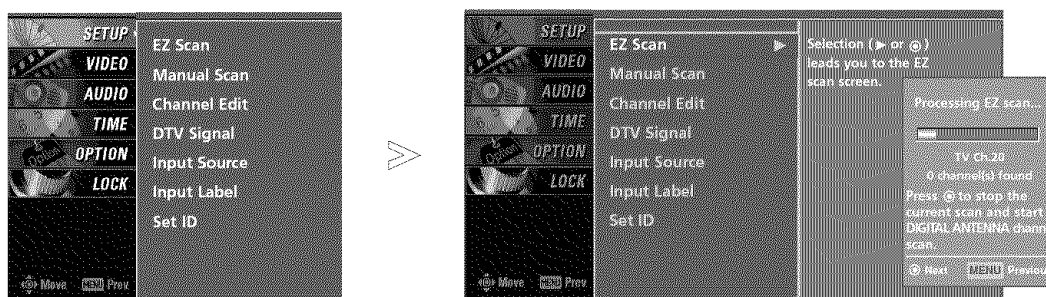 SETUP
VIDEO
AUDIO
TIME
OPTION
LOCK
EZ Scan
Manual Scan
Channel Edit
DTV Signal
Input Source
Input Label
Set ID
Move MENU Prev.
>
SETUP
VIDEO
AUDIO
TIME
OPTION
LOCK
EZ Scan ▶
Manual Scan
Channel Edit
DTV Signal
Input Source
Input Label
Set ID
Move MENU Prev.
Selection ( ▶ or ◉ )
leads you to the EZ
scan screen.
Processing EZ scan...
TV Ch.20
0 channel(s) found
Press ◉ to stop the
current scan and start
DIGITAL ANTENNA
scan.
◉ Next MENU